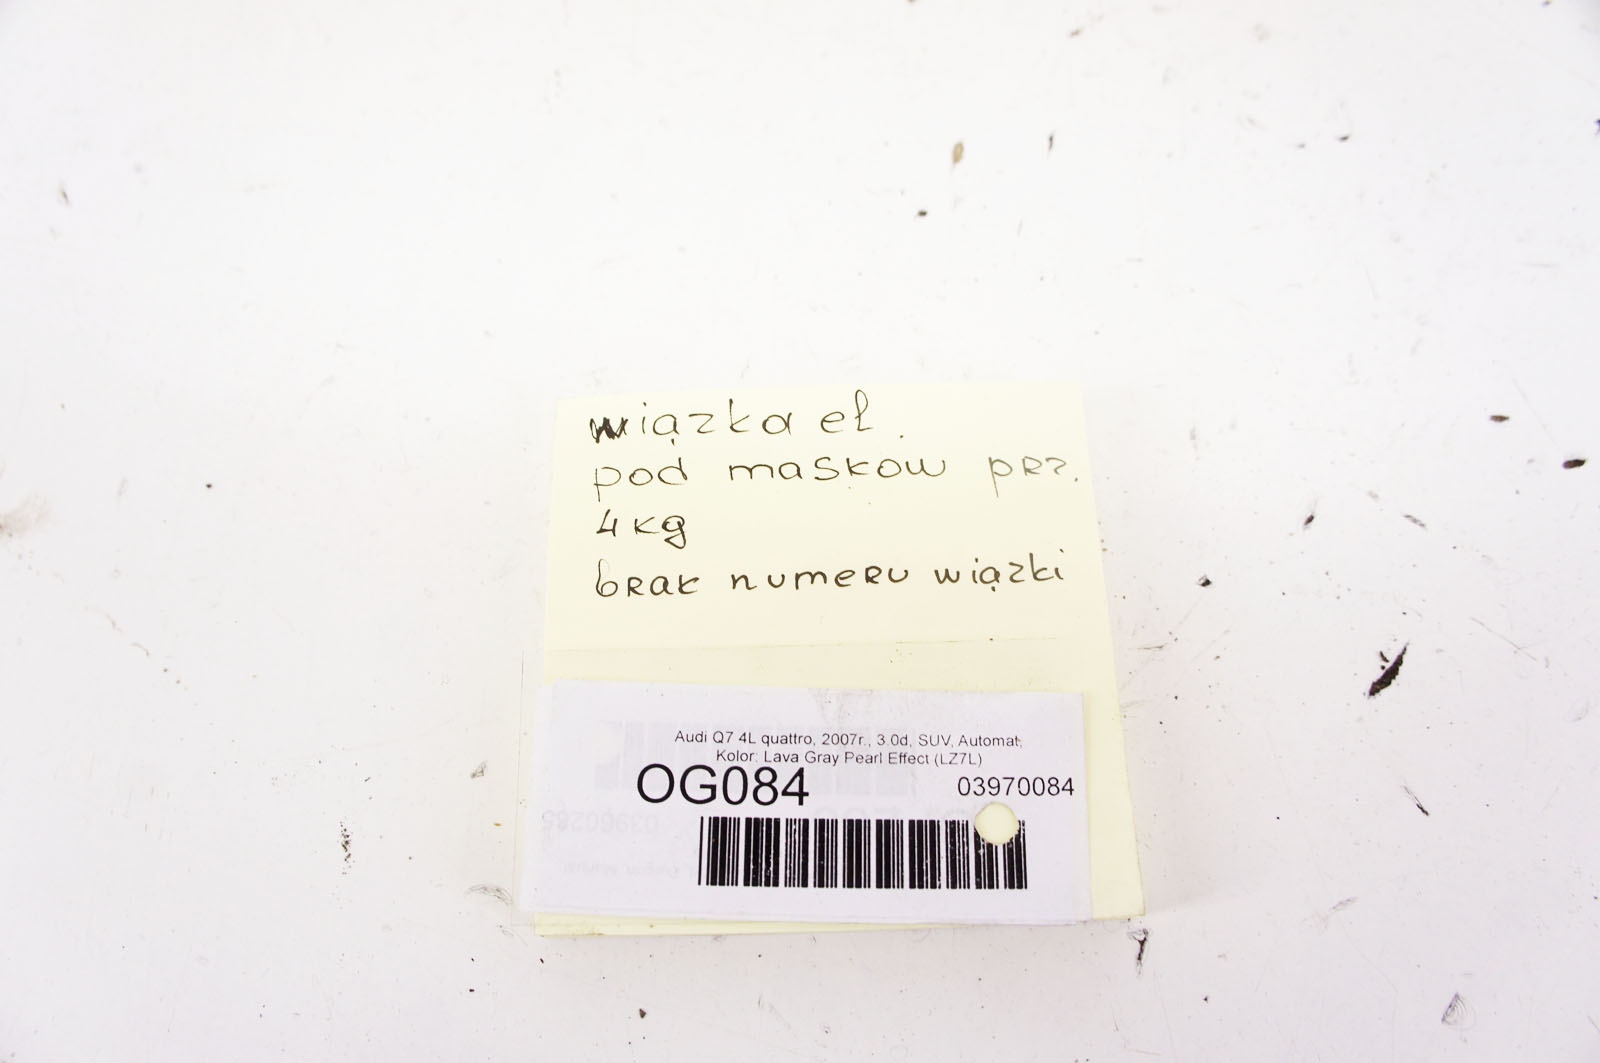 wiązka eł.
pod maskow prz.
4kg
brak numeru wiązki
Audi Q7 4L quattro, 2007r., 3.0d, SUV, Automat,
Kolor: Lava Gray Pearl Effect (LZ7L)
OG084 03970084